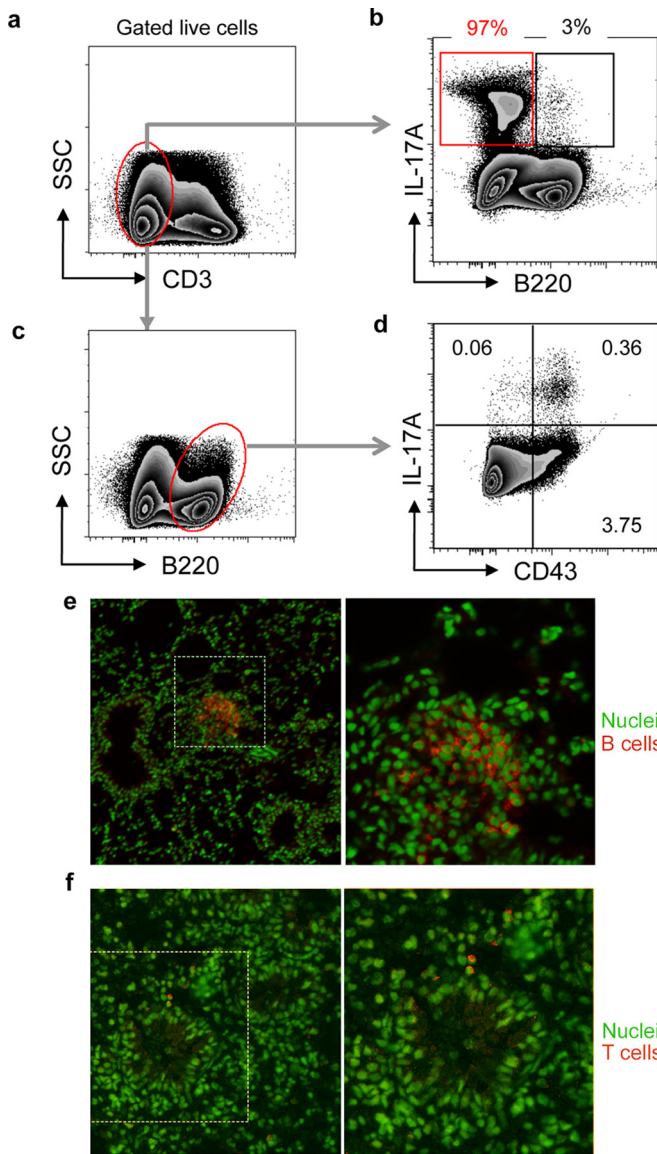 a
Gated live cells
SSC
CD3
b
97% 3%
IL-17A
B220
c
SSC
B220
d
0.06 0.36
3.75
IL-17A
CD43
e
Nuclei
B cells
f
Nuclei
T cells